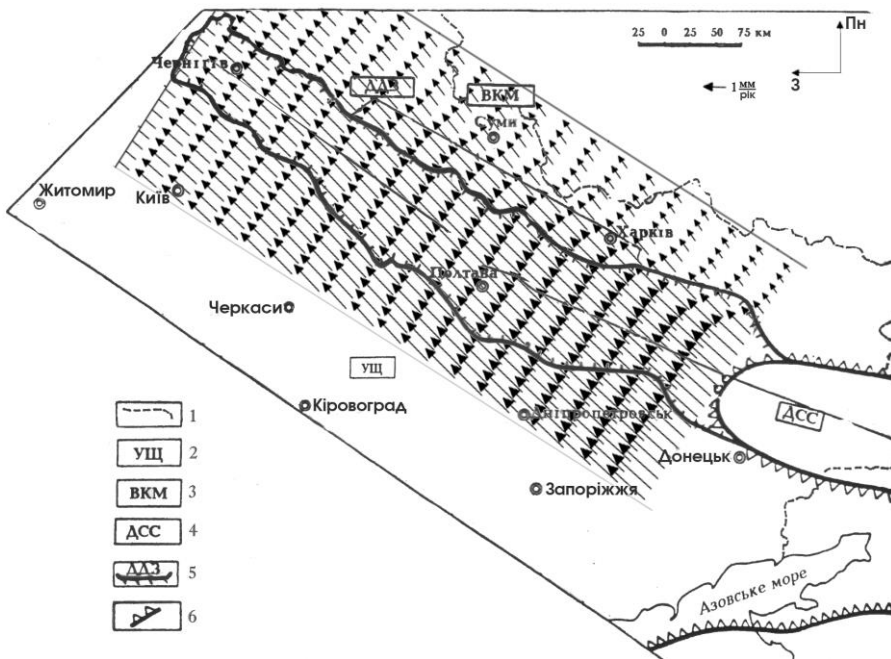 Пн
25 0 25 50 75 км
З
1 мм
рік
Чернігів
ДДЗ
ВКМ
Суми
Житомир
Київ
Харків
Полтава
Черкаси
УЩ
Кіровоград
Дніпропетровськ
ДСС
Донецьк
Запоріжжя
Азовське море
1
УЩ 2
ВКМ 3
ДСС 4
ДДЗ 5
6